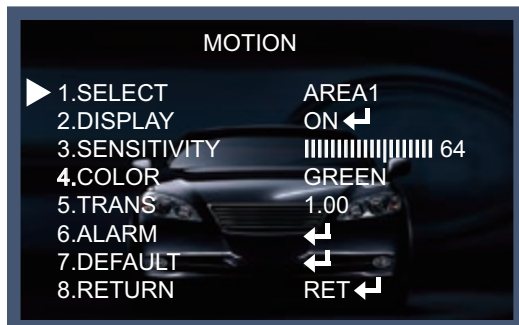 MOTION
1.SELECT AREA1
2.DISPLAY ON
3.SENSITIVITY 64
4.COLOR GREEN
5.TRANS 1.00
6.ALARM
7.DEFAULT
8.RETURN RET